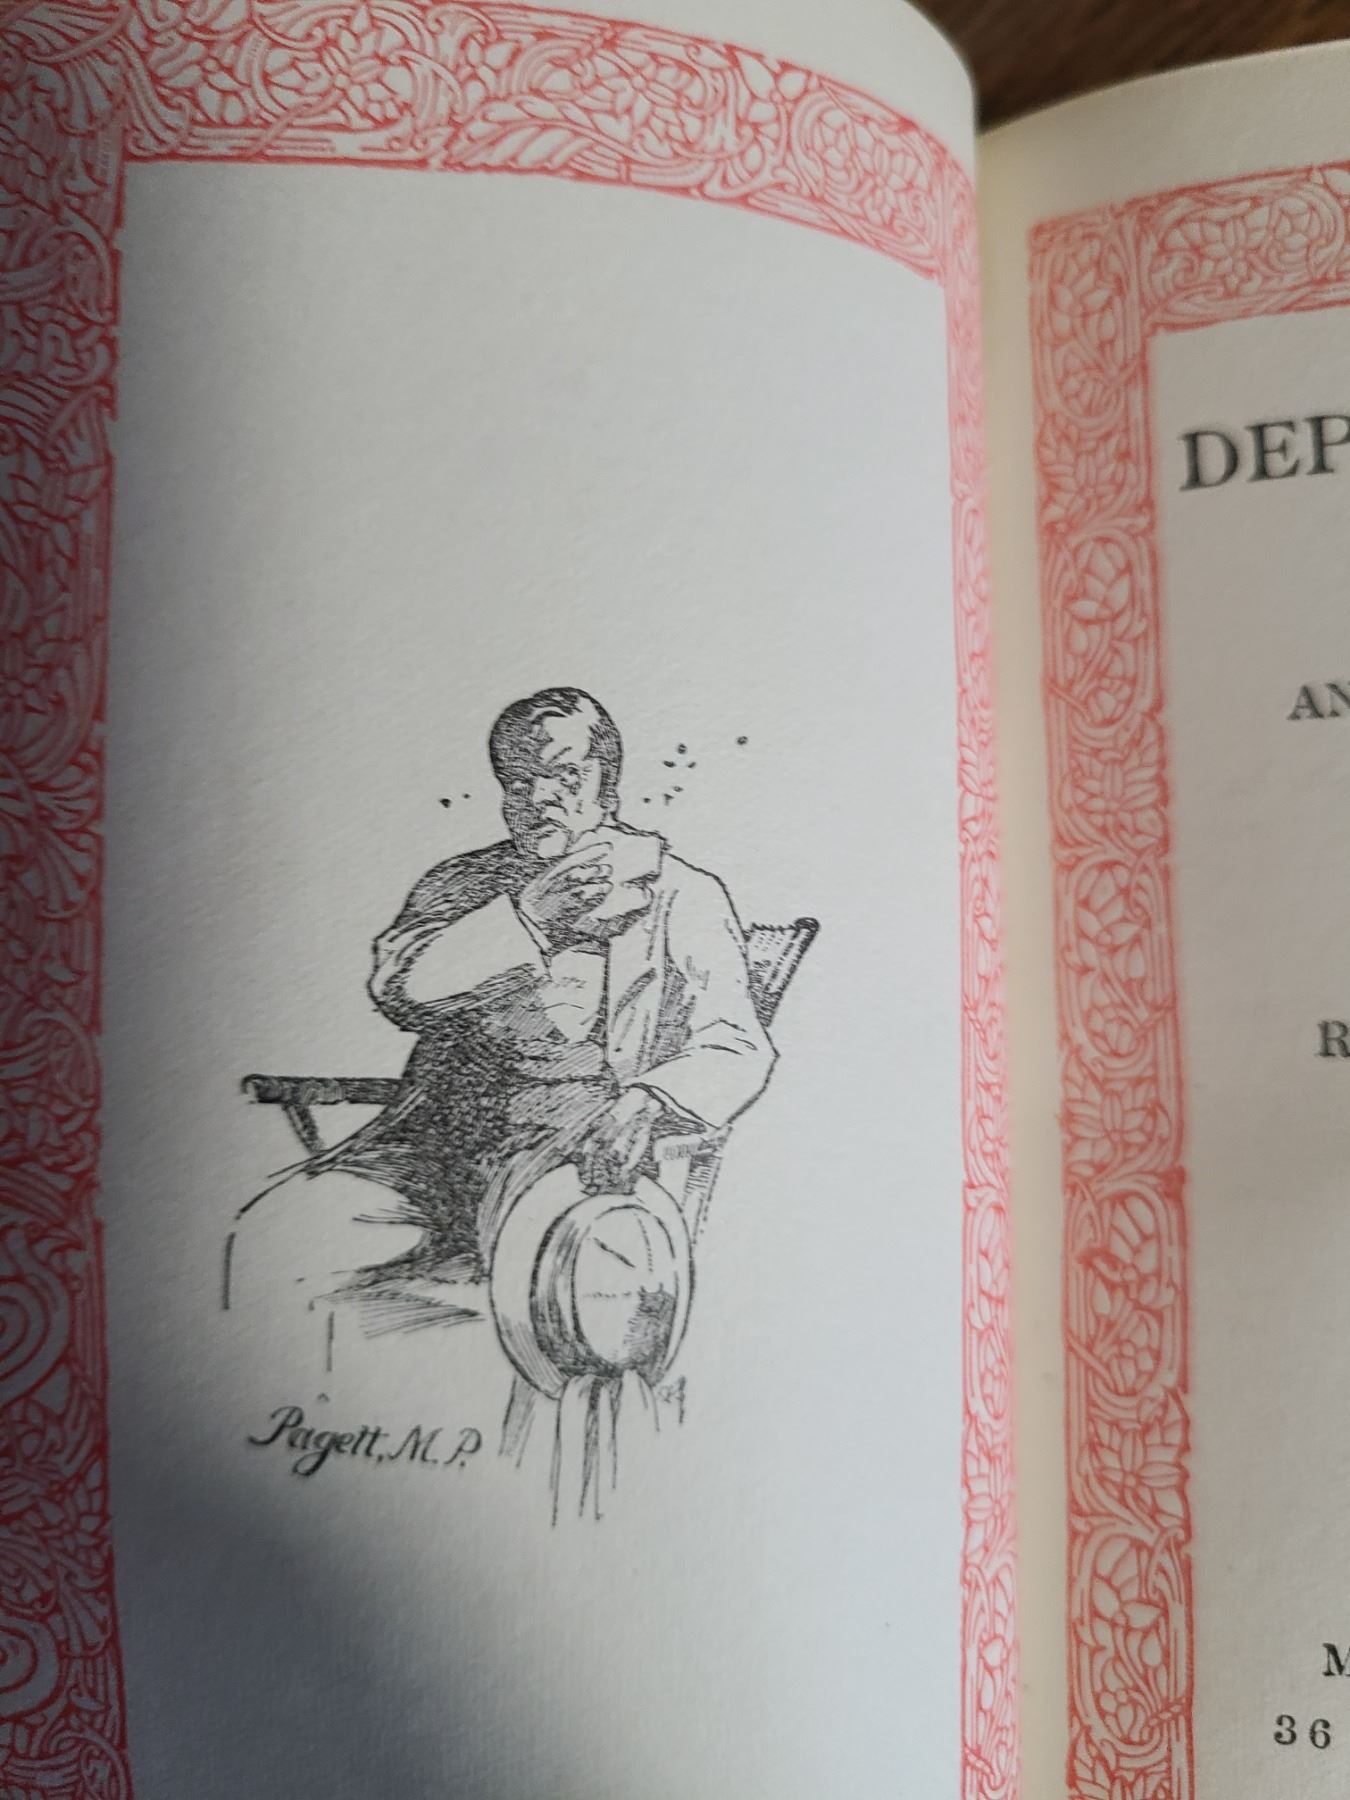 Pagett, M.P.
DEP
AN
R
M
36